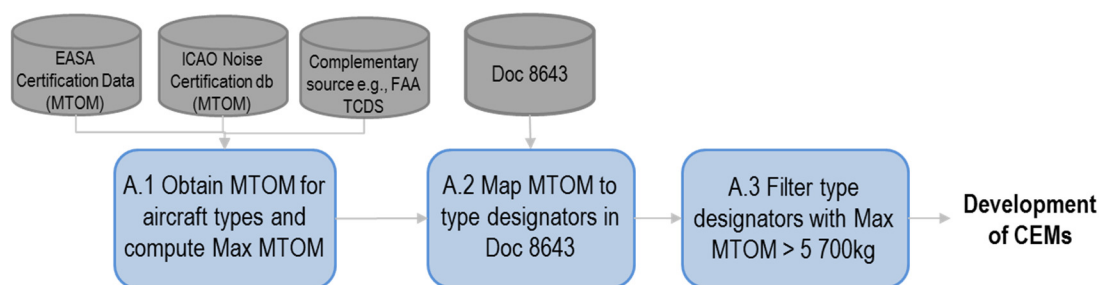 EASA
Certification Data
(MTOM)
ICAO Noise
Certification db
(MTOM)
Complementary
source e.g., FAA
TCDS
Doc 8643
A.1 Obtain MTOM for
aircraft types and
compute Max MTOM
A.2 Map MTOM to
type designators in
Doc 8643
A.3 Filter type
designators with Max
MTOM > 5 700kg
Development
of CEMs